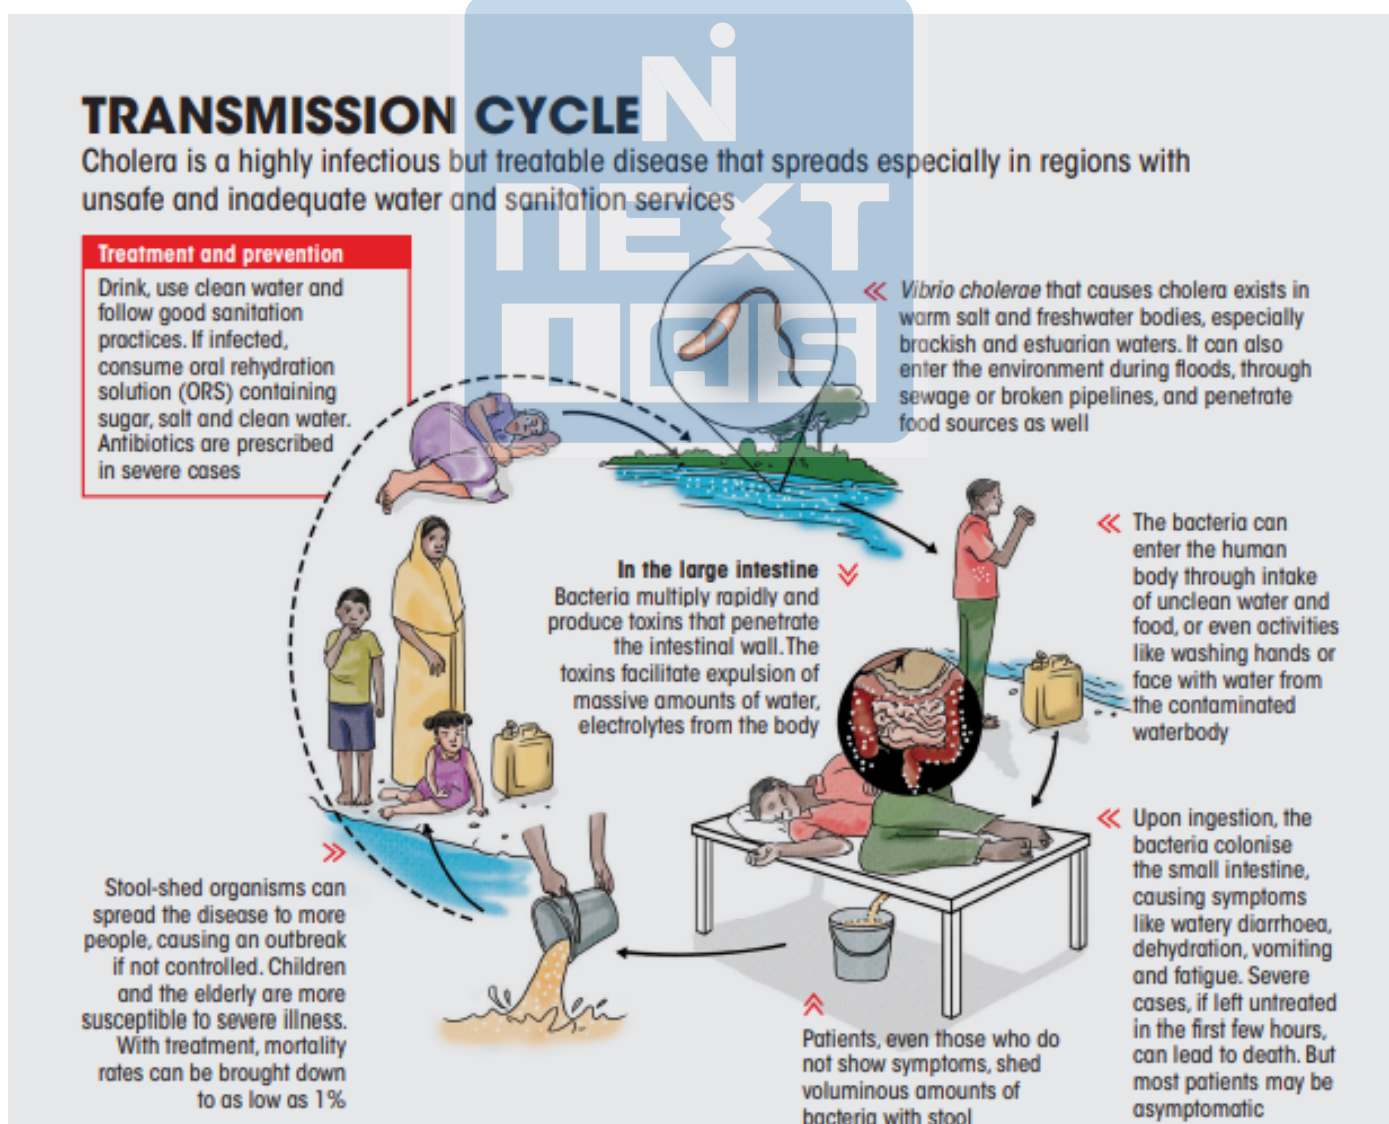 TRANSMISSION CYCLE
Cholera is a highly infectious but treatable disease that spreads especially in regions with
unsafe and inadequate water and sanitation services
Ni
NEXT
IAS
Treatment and prevention
Drink, use clean water and
follow good sanitation
practices. If infected,
consume oral rehydration
solution (ORS) containing
sugar, salt and clean water.
Antibiotics are prescribed
in severe cases
Vibrio cholerae that causes cholera exists in
warm salt and freshwater bodies, especially
brackish and estuarian waters. It can also
enter the environment during floods, through
sewage or broken pipelines, and penetrate
food sources as well
The bacteria can
enter the human
body through intake
of unclean water and
food, or even activities
like washing hands or
face with water from
the contaminated
waterbody
In the large intestine
Bacteria multiply rapidly and
produce toxins that penetrate
the intestinal wall. The
toxins facilitate expulsion of
massive amounts of water,
electrolytes from the body
Upon ingestion, the
bacteria colonise
the small intestine,
causing symptoms
like watery diarrhoea,
dehydration, vomiting
and fatigue. Severe
cases, if left untreated
in the first few hours,
can lead to death. But
most patients may be
asymptomatic
Patients, even those who do
not show symptoms, shed
voluminous amounts of
bacteria with stool
Stool-shed organisms can
spread the disease to more
people, causing an outbreak
if not controlled. Children
and the elderly are more
susceptible to severe illness.
With treatment, mortality
rates can be brought down
to as low as 1%